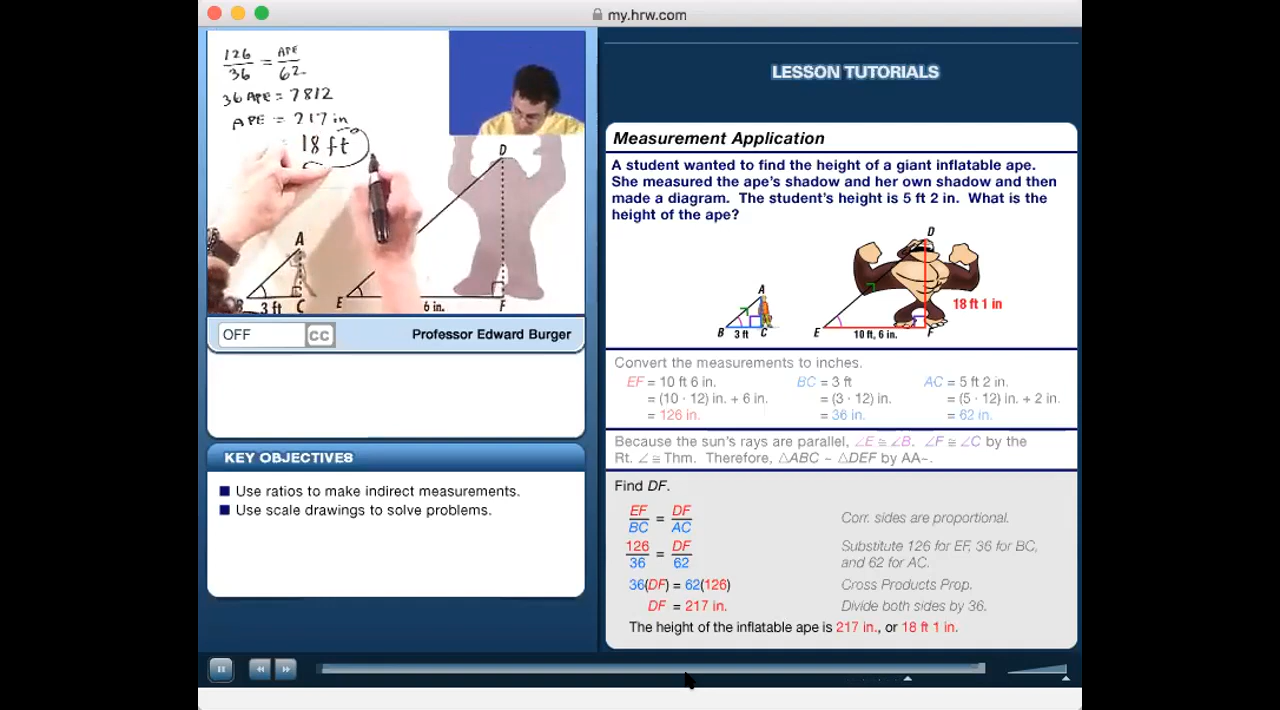 my.hrw.com
126 = APE
36 62
36 APE = 7812
APE = 217 in
18 ft
D
A
B 3 ft C
E 6 in. F
OFF CC Professor Edward Burger
KEY OBJECTIVES
Use ratios to make indirect measurements.
Use scale drawings to solve problems.
LESSON TUTORIALS
Measurement Application
A student wanted to find the height of a giant inflatable ape.
She measured the ape's shadow and her own shadow and then
made a diagram. The student's height is 5 ft 2 in. What is the
height of the ape?
D
A
18 ft 1 in
B 3 ft C E 10 ft, 6 in. F
Convert the measurements to inches.
EF = 10 ft 6 in. BC = 3 ft AC = 5 ft 2 in.
= (10 · 12) in. + 6 in. = (3 · 12) in. = (5 · 12) in. + 2 in.
= 126 in. = 36 in. = 62 in.
Because the sun's rays are parallel, ∠E ≅ ∠B. ∠F ≅ ∠C by the
Rt. ∠ ≅ Thm. Therefore, △ABC ~ △DEF by AA~.
Find DF.
EF = DF Corr. sides are proportional.
BC AC
126 = DF Substitute 126 for EF, 36 for BC,
36 62 and 62 for AC.
36(DF) = 62(126) Cross Products Prop.
DF = 217 in. Divide both sides by 36.
The height of the inflatable ape is 217 in., or 18 ft 1 in.